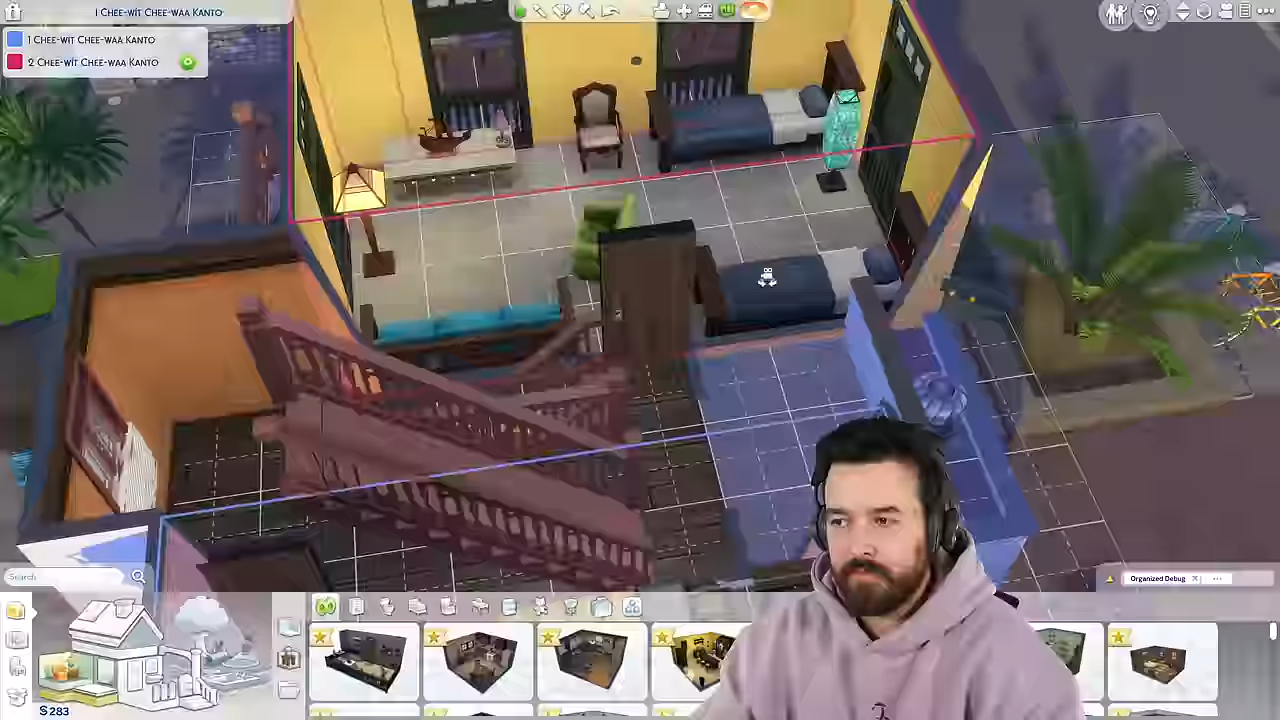 1 Chee-wit Chee-waa Kanto
1 Chee-wit Chee-waa Kanto
2 Chee-wit Chee-waa Kanto
Search
Organized Debug
§283